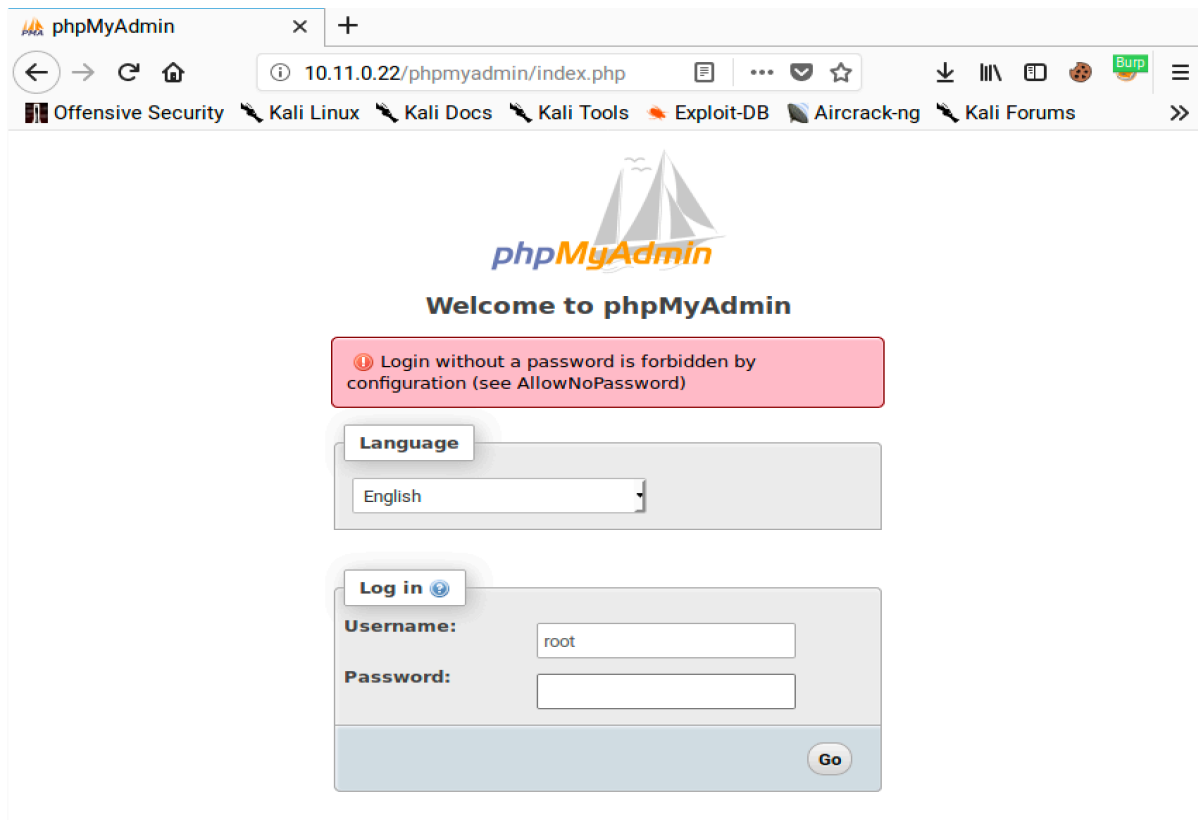 phpMyAdmin
10.11.0.22/phpmyadmin/index.php
Burp
Offensive Security Kali Linux Kali Docs Kali Tools Exploit-DB Aircrack-ng Kali Forums
phpMyAdmin
Welcome to phpMyAdmin
Login without a password is forbidden by
configuration (see AllowNoPassword)
Language
English
Log in
Username:
root
Password:
Go